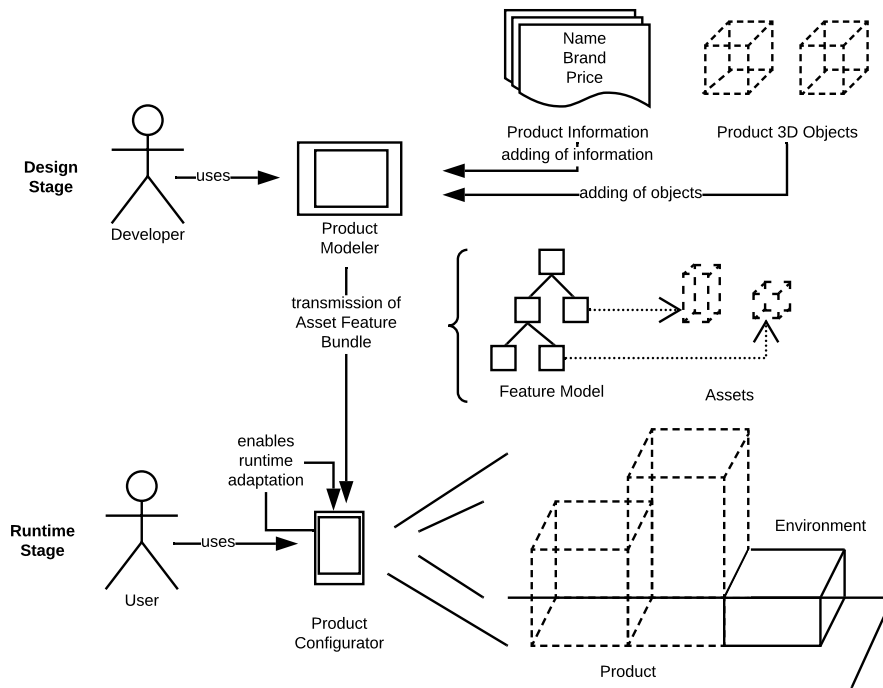 Name
Brand
Price
Product Information
Product 3D Objects
adding of information
Design
Stage
uses
adding of objects
Developer
Product
Modeler
transmission of
Asset Feature
Bundle
Feature Model
Assets
enables
runtime
adaptation
Runtime
Stage
uses
Environment
User
Product
Configurator
Product